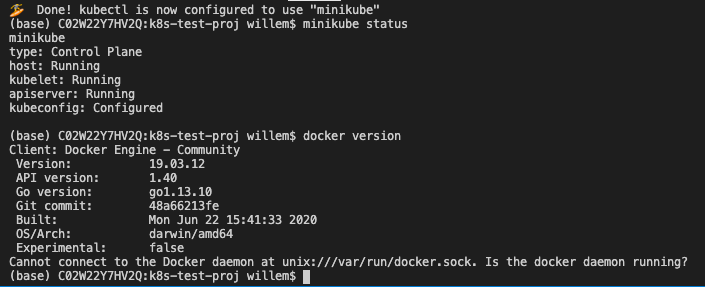 🏄 Done! kubectl is now configured to use "minikube"
(base) C02W22Y7HV2Q:k8s-test-proj willem$ minikube status
minikube
type: Control Plane
host: Running
kubelet: Running
apiserver: Running
kubeconfig: Configured
(base) C02W22Y7HV2Q:k8s-test-proj willem$ docker version
Client: Docker Engine - Community
Version: 19.03.12
API version: 1.40
Go version: go1.13.10
Git commit: 48a66213fe
Built: Mon Jun 22 15:41:33 2020
OS/Arch: darwin/amd64
Experimental: false
Cannot connect to the Docker daemon at unix:///var/run/docker.sock. Is the docker daemon running?
(base) C02W22Y7HV2Q:k8s-test-proj willem$